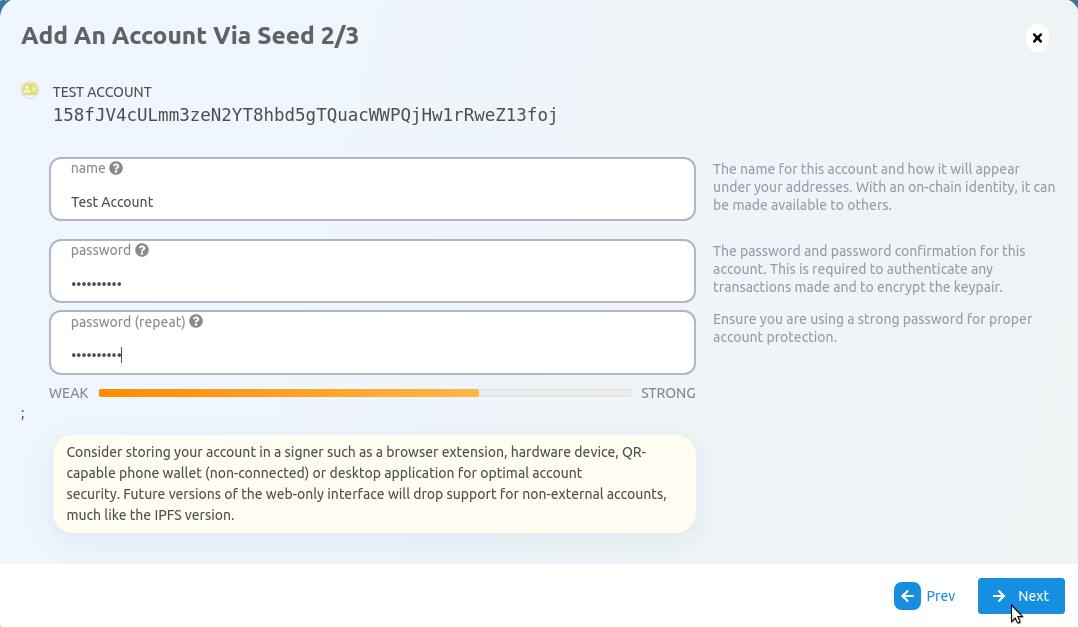 Add An Account Via Seed 2/3
TEST ACCOUNT
158fJV4cULmm3zeN2YT8hbd5gTQuacWWPQjHw1rRweZ13foj
name
Test Account
The name for this account and how it will appear
under your addresses. With an on-chain identity, it can
be made available to others.
password
••••••••••
The password and password confirmation for this
account. This is required to authenticate any
transactions made and to encrypt the keypair.
password (repeat)
••••••••••
Ensure you are using a strong password for proper
account protection.
WEAK
STRONG
;
Consider storing your account in a signer such as a browser extension, hardware device, QR-
capable phone wallet (non-connected) or desktop application for optimal account
security. Future versions of the web-only interface will drop support for non-external accounts,
much like the IPFS version.
Prev
Next